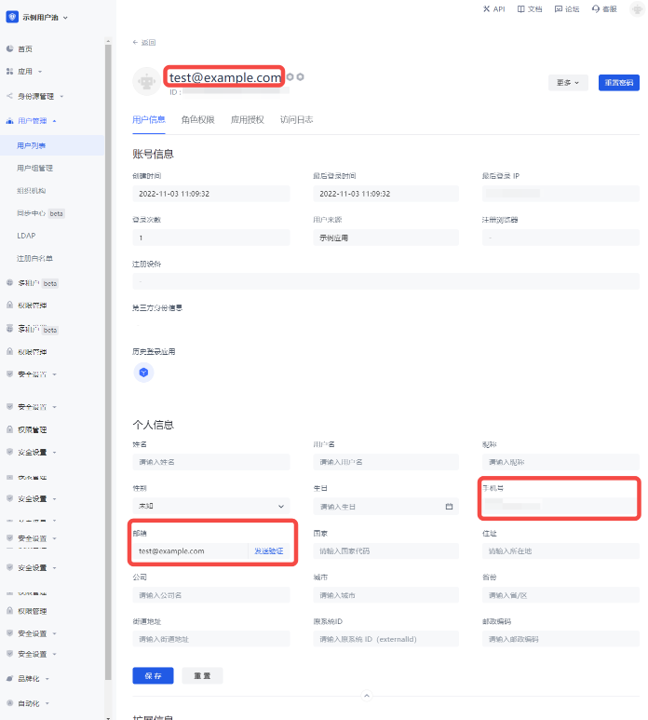 示例用户池
API 文档 论坛 客服
首页
应用
身份源管理
用户管理
用户列表
用户组管理
组织机构
同步中心 beta
LDAP
注册白名单
多租户 beta
权限管理
多租户 beta
权限管理
安全设置
安全设置
权限管理
安全设置
安全设置
安全设置
安全设置
权限管理
安全设置
安全设置
品牌化
自动化
返回
test@example.com
ID :
更多
重置密码
用户信息 角色权限 应用授权 访问日志
账号信息
创建时间 最后登录时间 最后登录 IP
2022-11-03 11:09:32 2022-11-03 11:09:32
登录次数 用户来源 注册浏览器
1 示例应用 -
注册设备
-
第三方身份信息
历史登录应用
个人信息
姓名 用户名 昵称
请输入姓名 请输入用户名 请输入昵称
性别 生日 手机号
未知 请输入生日
邮箱 国家 住址
test@example.com 发送验证 请输入国家代码 请输入所在地
公司 城市 省份
请输入公司名 请输入城市 请输入省/区
街道地址 原系统ID 邮政编码
请输入街道地址 请输入原系统 ID（externalId） 请输入邮政编码
保存 重置
扩展信息